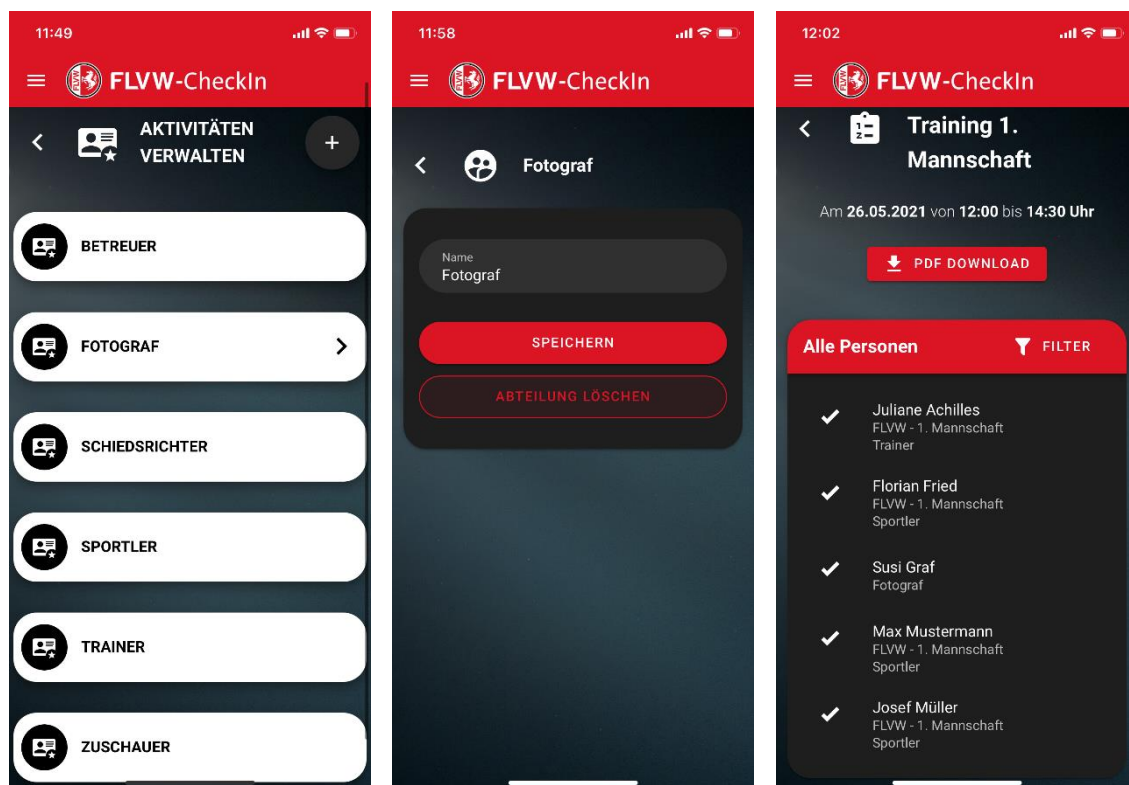 11:49
FLVW-CheckIn
AKTIVITÄTEN
VERWALTEN
BETREUER
FOTOGRAF
SCHIEDSRICHTER
SPORTLER
TRAINER
ZUSCHAUER
11:58
FLVW-CheckIn
Fotograf
Name
Fotograf
SPEICHERN
ABTEILUNG LÖSCHEN
12:02
FLVW-CheckIn
Training 1.
Mannschaft
Am 26.05.2021 von 12:00 bis 14:30 Uhr
PDF DOWNLOAD
Alle Personen
FILTER
Juliane Achilles
FLVW - 1. Mannschaft
Trainer
Florian Fried
FLVW - 1. Mannschaft
Sportler
Susi Graf
Fotograf
Max Mustermann
FLVW - 1. Mannschaft
Sportler
Josef Müller
FLVW - 1. Mannschaft
Sportler